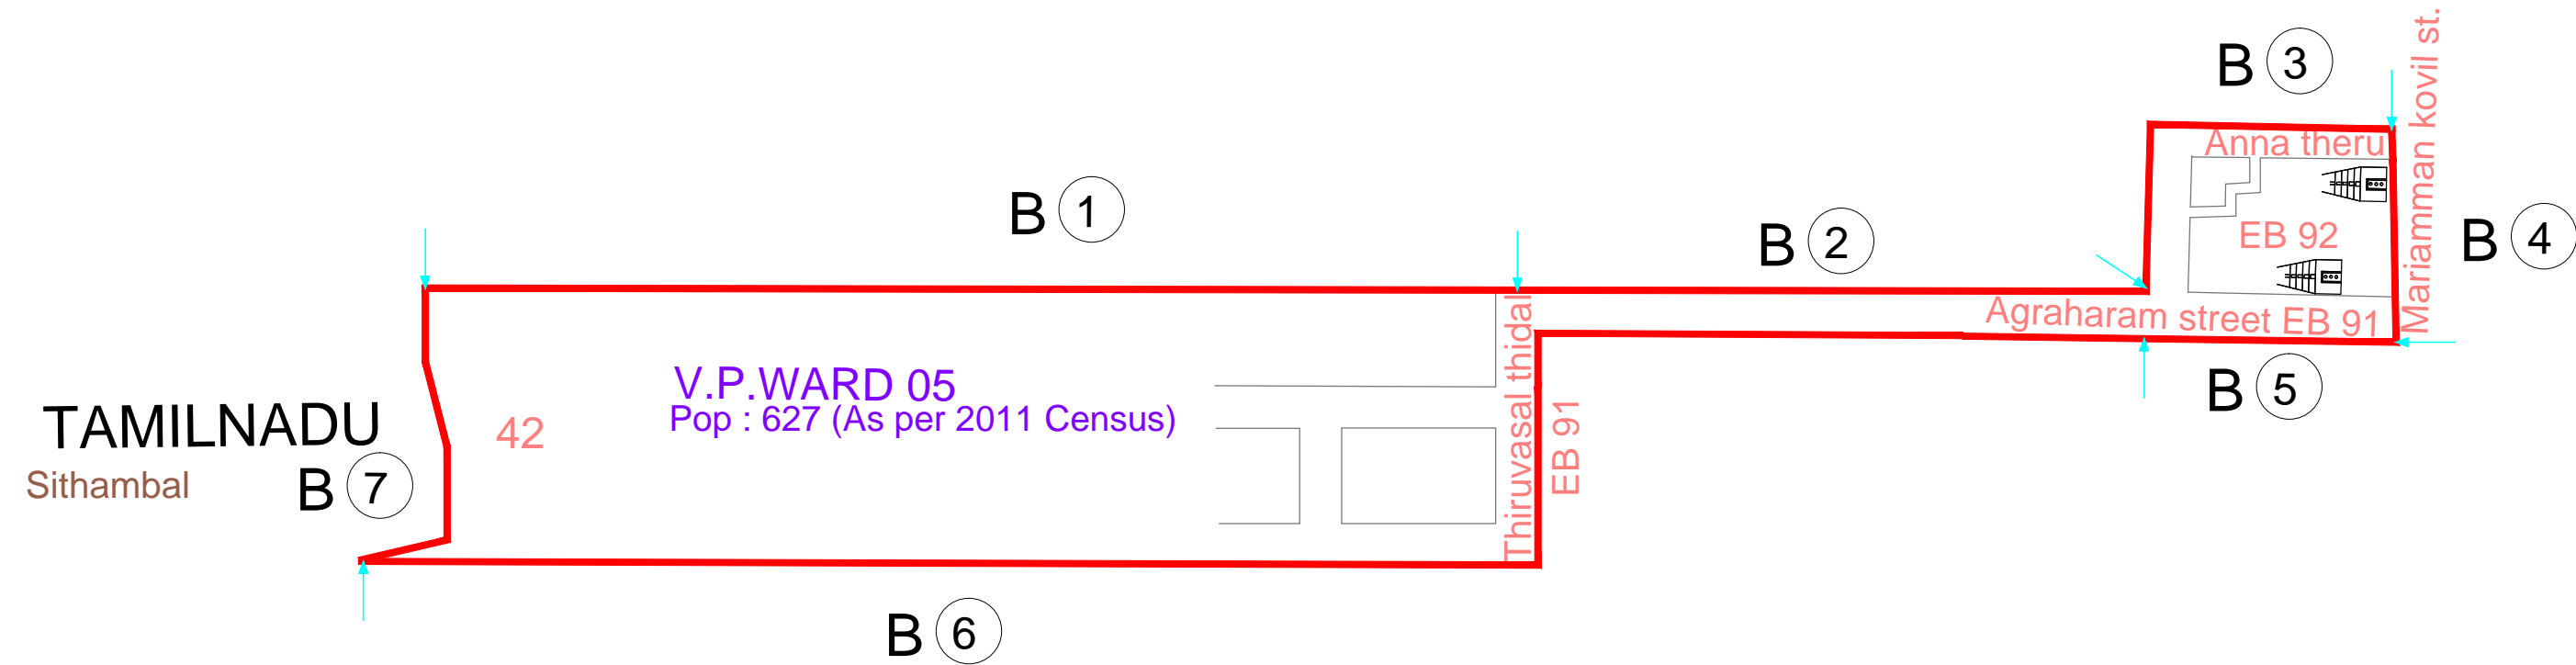 B 3
Mariamman kovil st.
Anna theru
B 1
B 2
EB 92
B 4
Agraharam street EB 91
Thiruvasal thidal
EB 91
V.P.WARD 05
Pop : 627 (As per 2011 Census)
42
TAMILNADU
Sithambal
B 7
B 5
B 6